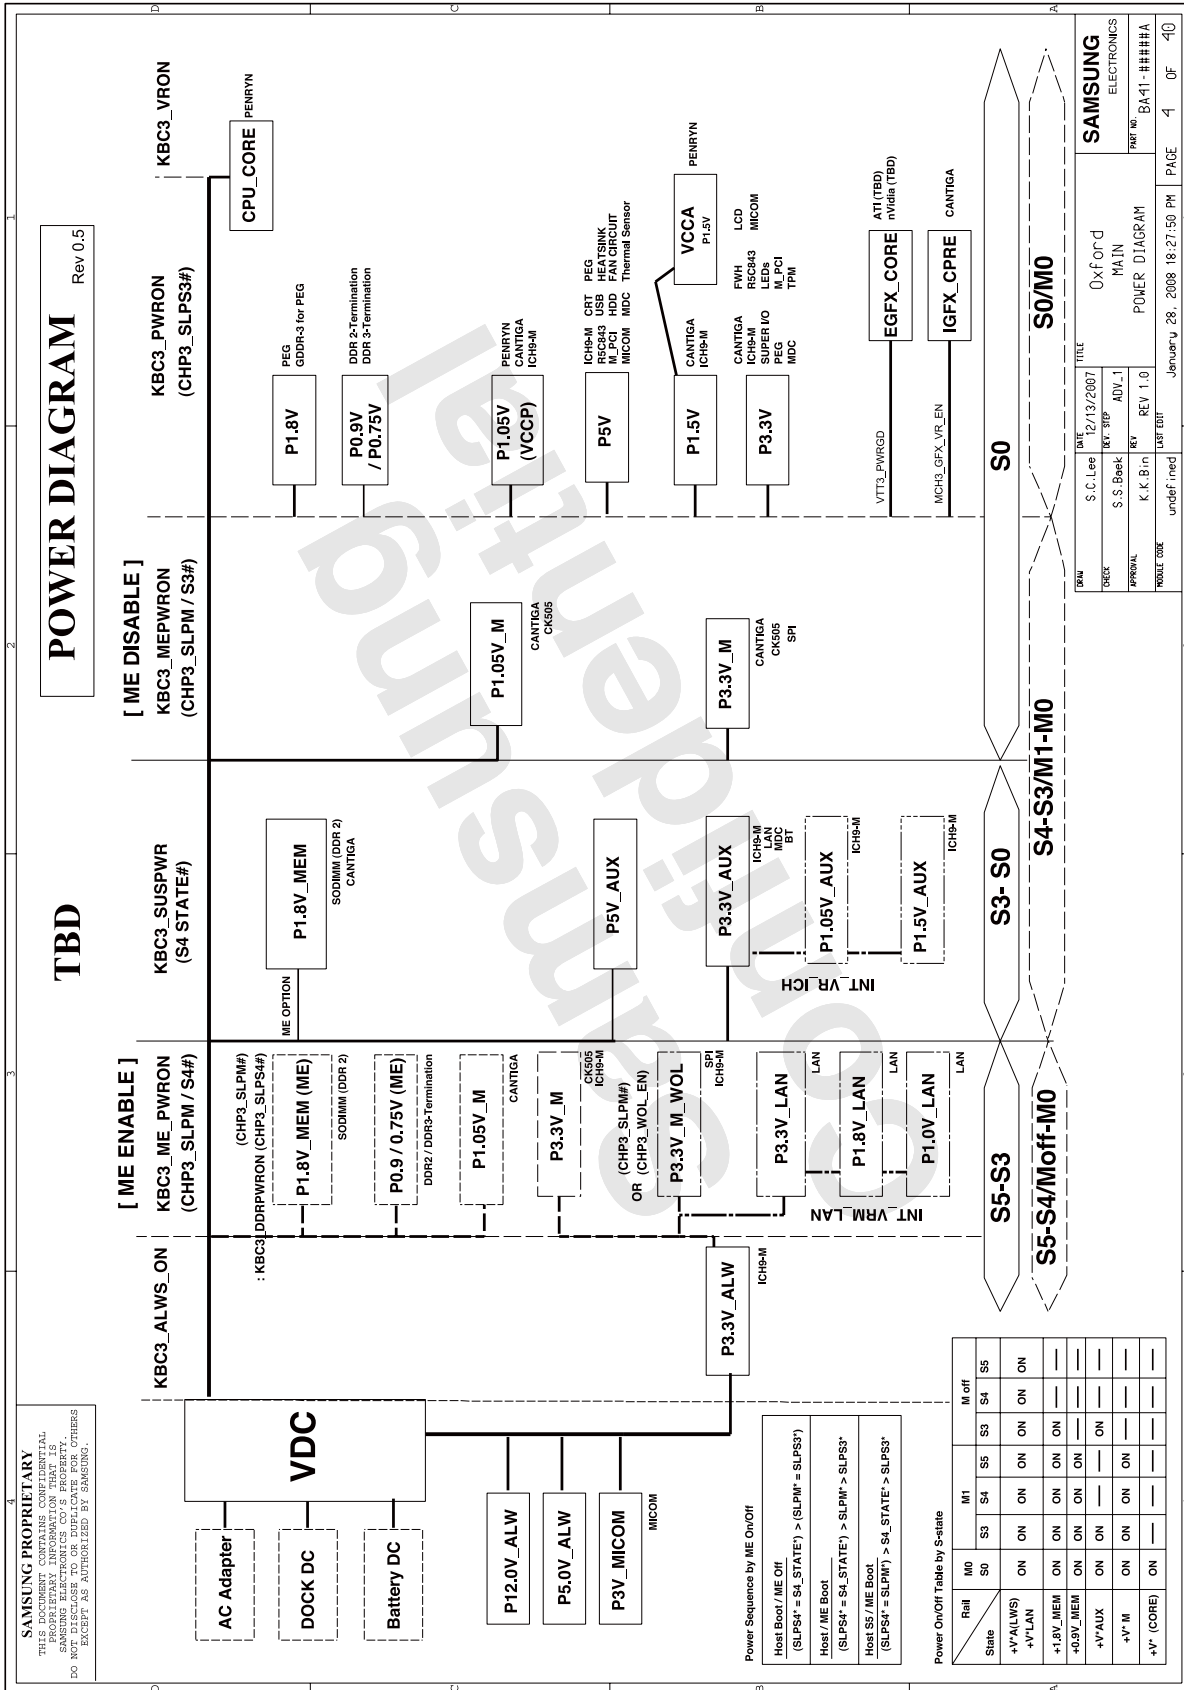 SAMSUNG PROPRIETARY
THIS DOCUMENT CONTAINS CONFIDENTIAL
PROPRIETARY INFORMATION THAT IS
SAMSUNG ELECTRONICS CO'S PROPERTY.
DO NOT DISCLOSE TO OR DUPLICATE FOR OTHERS
EXCEPT AS AUTHORIZED BY SAMSUNG.
4
3
2
1
D
C
B
A
TBD
POWER DIAGRAM
Rev 0.5
KBC3_ALWS_ON
[ ME ENABLE ]
KBC3_ME_PWRON
(CHP3_SLPM / S4#)
KBC3_SUSPWR
(S4 STATE#)
[ ME DISABLE ]
KBC3_MEPWRON
(CHP3_SLPM / S3#)
KBC3_PWRON
(CHP3_SLPS3#)
KBC3_VRON
AC Adapter
DOCK DC
Battery DC
VDC
P12.0V_ALW
P5.0V_ALW
P3V_MICOM
MICOM
P3.3V_ALW
ICH9-M
(CHP3_SLPM#)
: KBC3_DDRPWRON (CHP3_SLPS4#)
P1.8V_MEM (ME)
SODIMM (DDR 2)
P0.9 / 0.75V (ME)
DDR2 / DDR3-Termination
P1.05V_M
CANTIGA
P3.3V_M
CK505
ICH9-M
(CHP3_SLPM#)
OR (CHP3_WOL_EN)
P3.3V_M_WOL
SPI
ICH9-M
P3.3V_LAN
LAN
P1.8V_LAN
LAN
P1.0V_LAN
LAN
INT_VRM_LAN
ME OPTION
P1.8V_MEM
SODIMM (DDR 2)
CANTIGA
P5V_AUX
P3.3V_AUX
ICH9-M
LAN
MDC
BT
P1.05V_AUX
ICH9-M
P1.5V_AUX
ICH9-M
INT_VR_ICH
P1.05V_M
CANTIGA
CK505
P3.3V_M
CANTIGA
CK505
SPI
P1.8V
PEG
GDDR-3 for PEG
P0.9V
/ P0.75V
DDR 2-Termination
DDR 3-Termination
P1.05V
(VCCP)
PENRYN
CANTIGA
ICH9-M
P5V
ICH9-M CRT PEG
R5C843 USB HEATSINK
M_PCI HDD FAN CIRCUIT
MICOM MDC Thermal Sensor
P1.5V
CANTIGA
ICH9-M
VCCA
P1.5V
PENRYN
P3.3V
CANTIGA FWH LCD
ICH9-M R5C843 MICOM
SUPER I/O LEDs
PEG M_PCI
MDC TPM
VTT3_PWRGD
EGFX_CORE
ATI (TBD)
nVidia (TBD)
MCH3_GFX_VR_EN
IGFX_CPRE
CANTIGA
CPU_CORE
PENRYN
S5-S3
S3- S0
S0
S5-S4/Moff-M0
S4-S3/M1-M0
S0/M0
Power Sequence by ME On/Off
Host Boot / ME Off
(SLPS4* = S4_STATE*) > (SLPM* = SLPS3*)
Host / ME Boot
(SLPS4* = S4_STATE*) > SLPM* > SLPS3*
Host S5 / ME Boot
(SLPS4* = SLPM*) > S4_STATE* > SLPS3*
Power On/Off Table by S-state
Rail M0 M1 M off
State S0 S3 S4 S5 S3 S4 S5
+V*A(LWS)
+V*LAN ON ON ON ON ON ON ON
+1.8V_MEM ON ON ON ON ON — —
+0.9V_MEM ON ON ON ON — — —
+V*AUX ON ON — — ON — —
+V* M ON ON ON ON — — —
+V* (CORE) ON — — — — — —
DRAW S.C.Lee
DATE 12/13/2007
TITLE
CHECK S.S.Baek
DEV. STEP ADV_1
APPROVAL K.K.Bin
REV REV 1.0
Oxford
MAIN
POWER DIAGRAM
SAMSUNG
ELECTRONICS
PART NO. BA41-#####A
MODULE CODE undefined
LAST EDIT January 28, 2008 18:27:50 PM
PAGE 4 OF 40
Samsung
Confidential